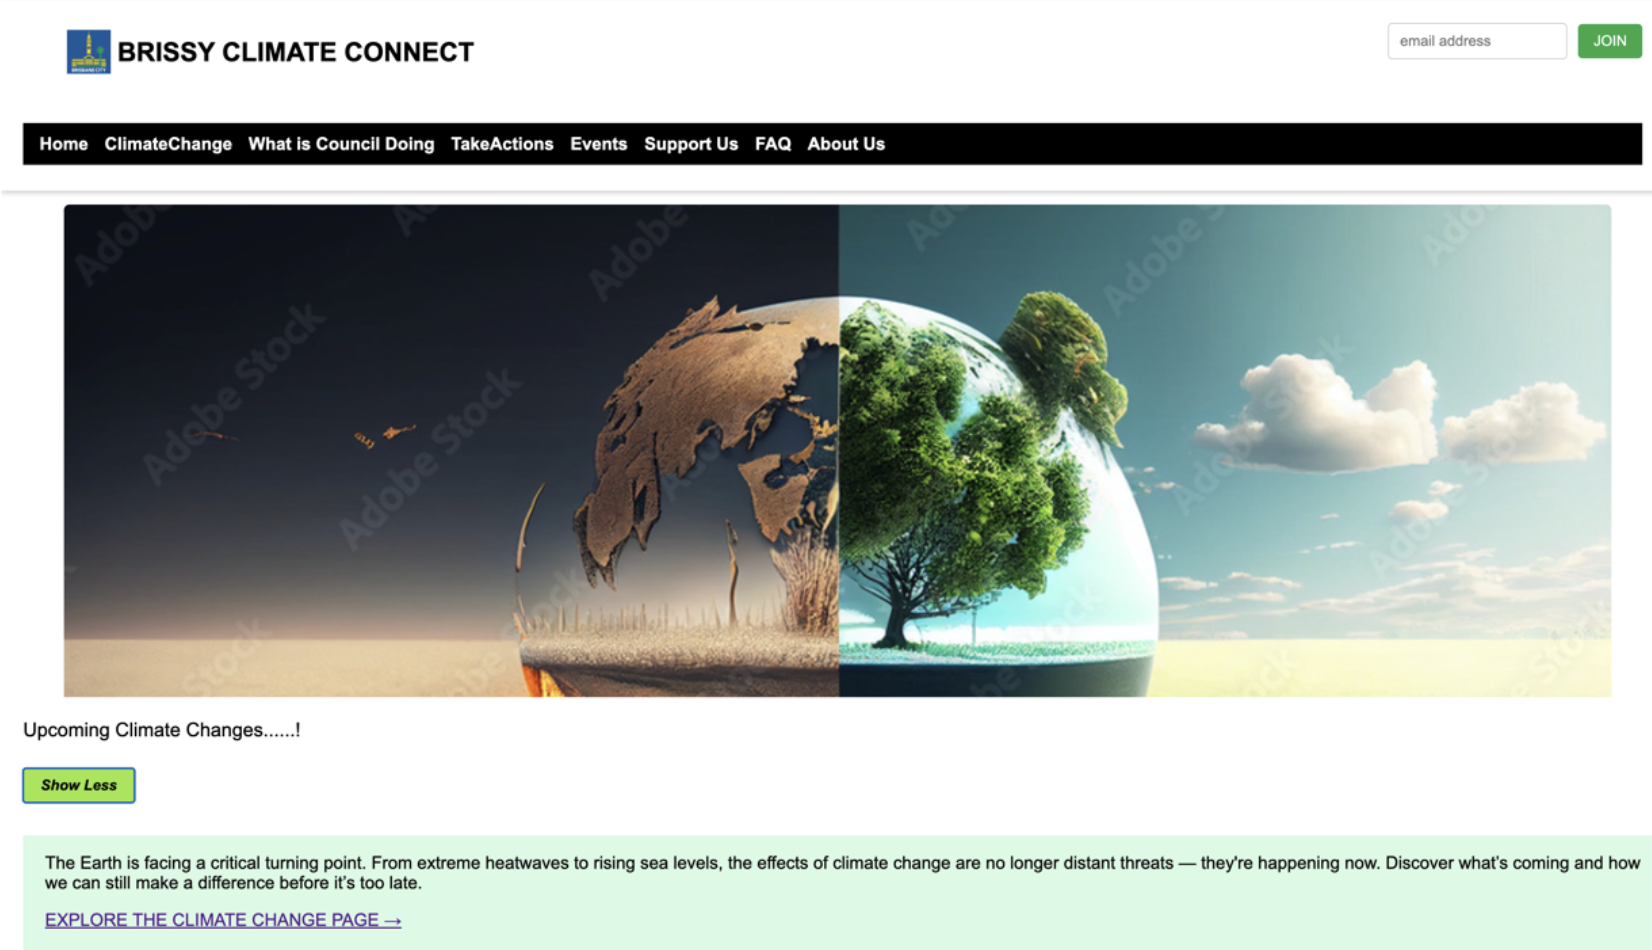 BRISBANE CITY
BRISSY CLIMATE CONNECT
email address
JOIN
Home ClimateChange What is Council Doing TakeActions Events Support Us FAQ About Us
Adobe Stock
Adobe Stock
Adobe Stock
Upcoming Climate Changes......!
Show Less
The Earth is facing a critical turning point. From extreme heatwaves to rising sea levels, the effects of climate change are no longer distant threats — they're happening now. Discover what’s coming and how
we can still make a difference before it’s too late.
EXPLORE THE CLIMATE CHANGE PAGE →